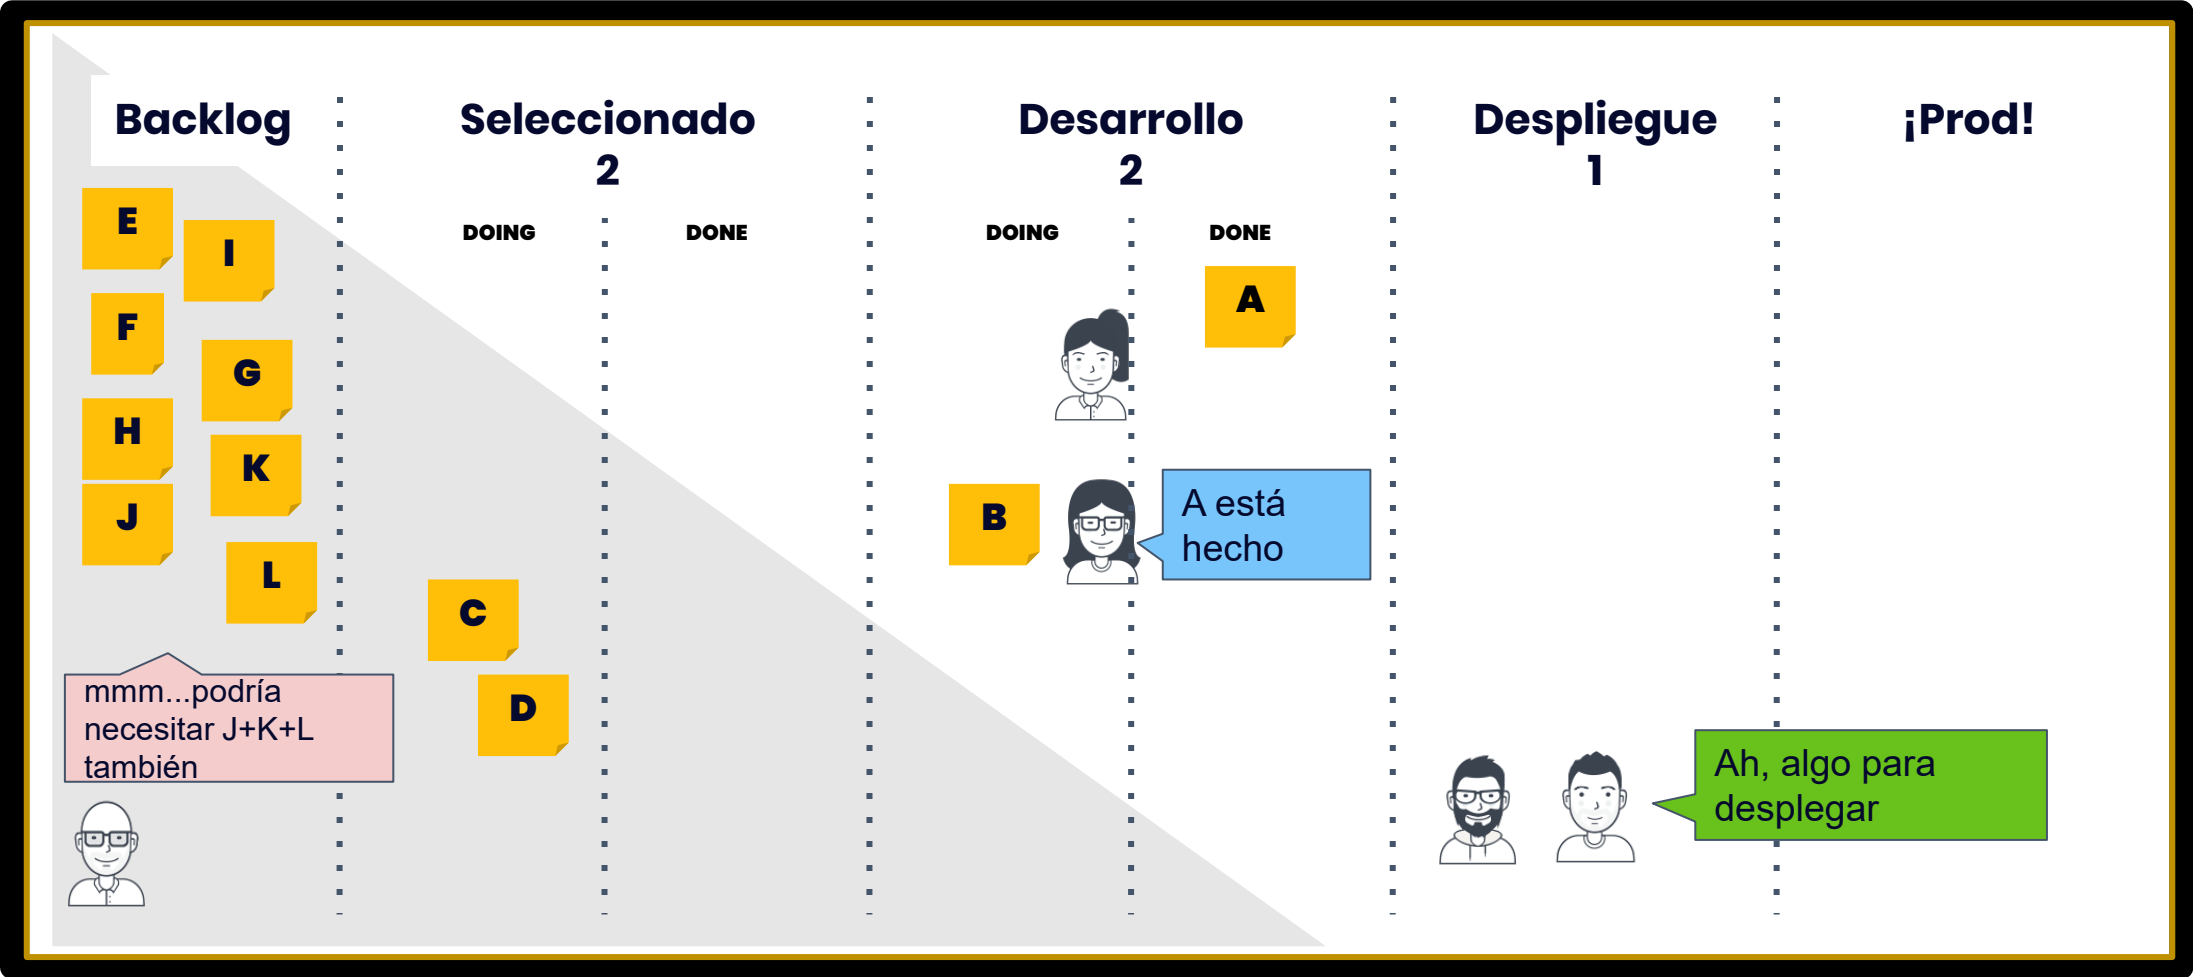 Backlog
Seleccionado
2
Desarrollo
2
Despliegue
1
¡Prod!
DOING
DONE
DOING
DONE
E
I
F
G
H
K
J
L
C
D
A
B
A está
hecho
mmm...podría
necesitar J+K+L
también
Ah, algo para
desplegar